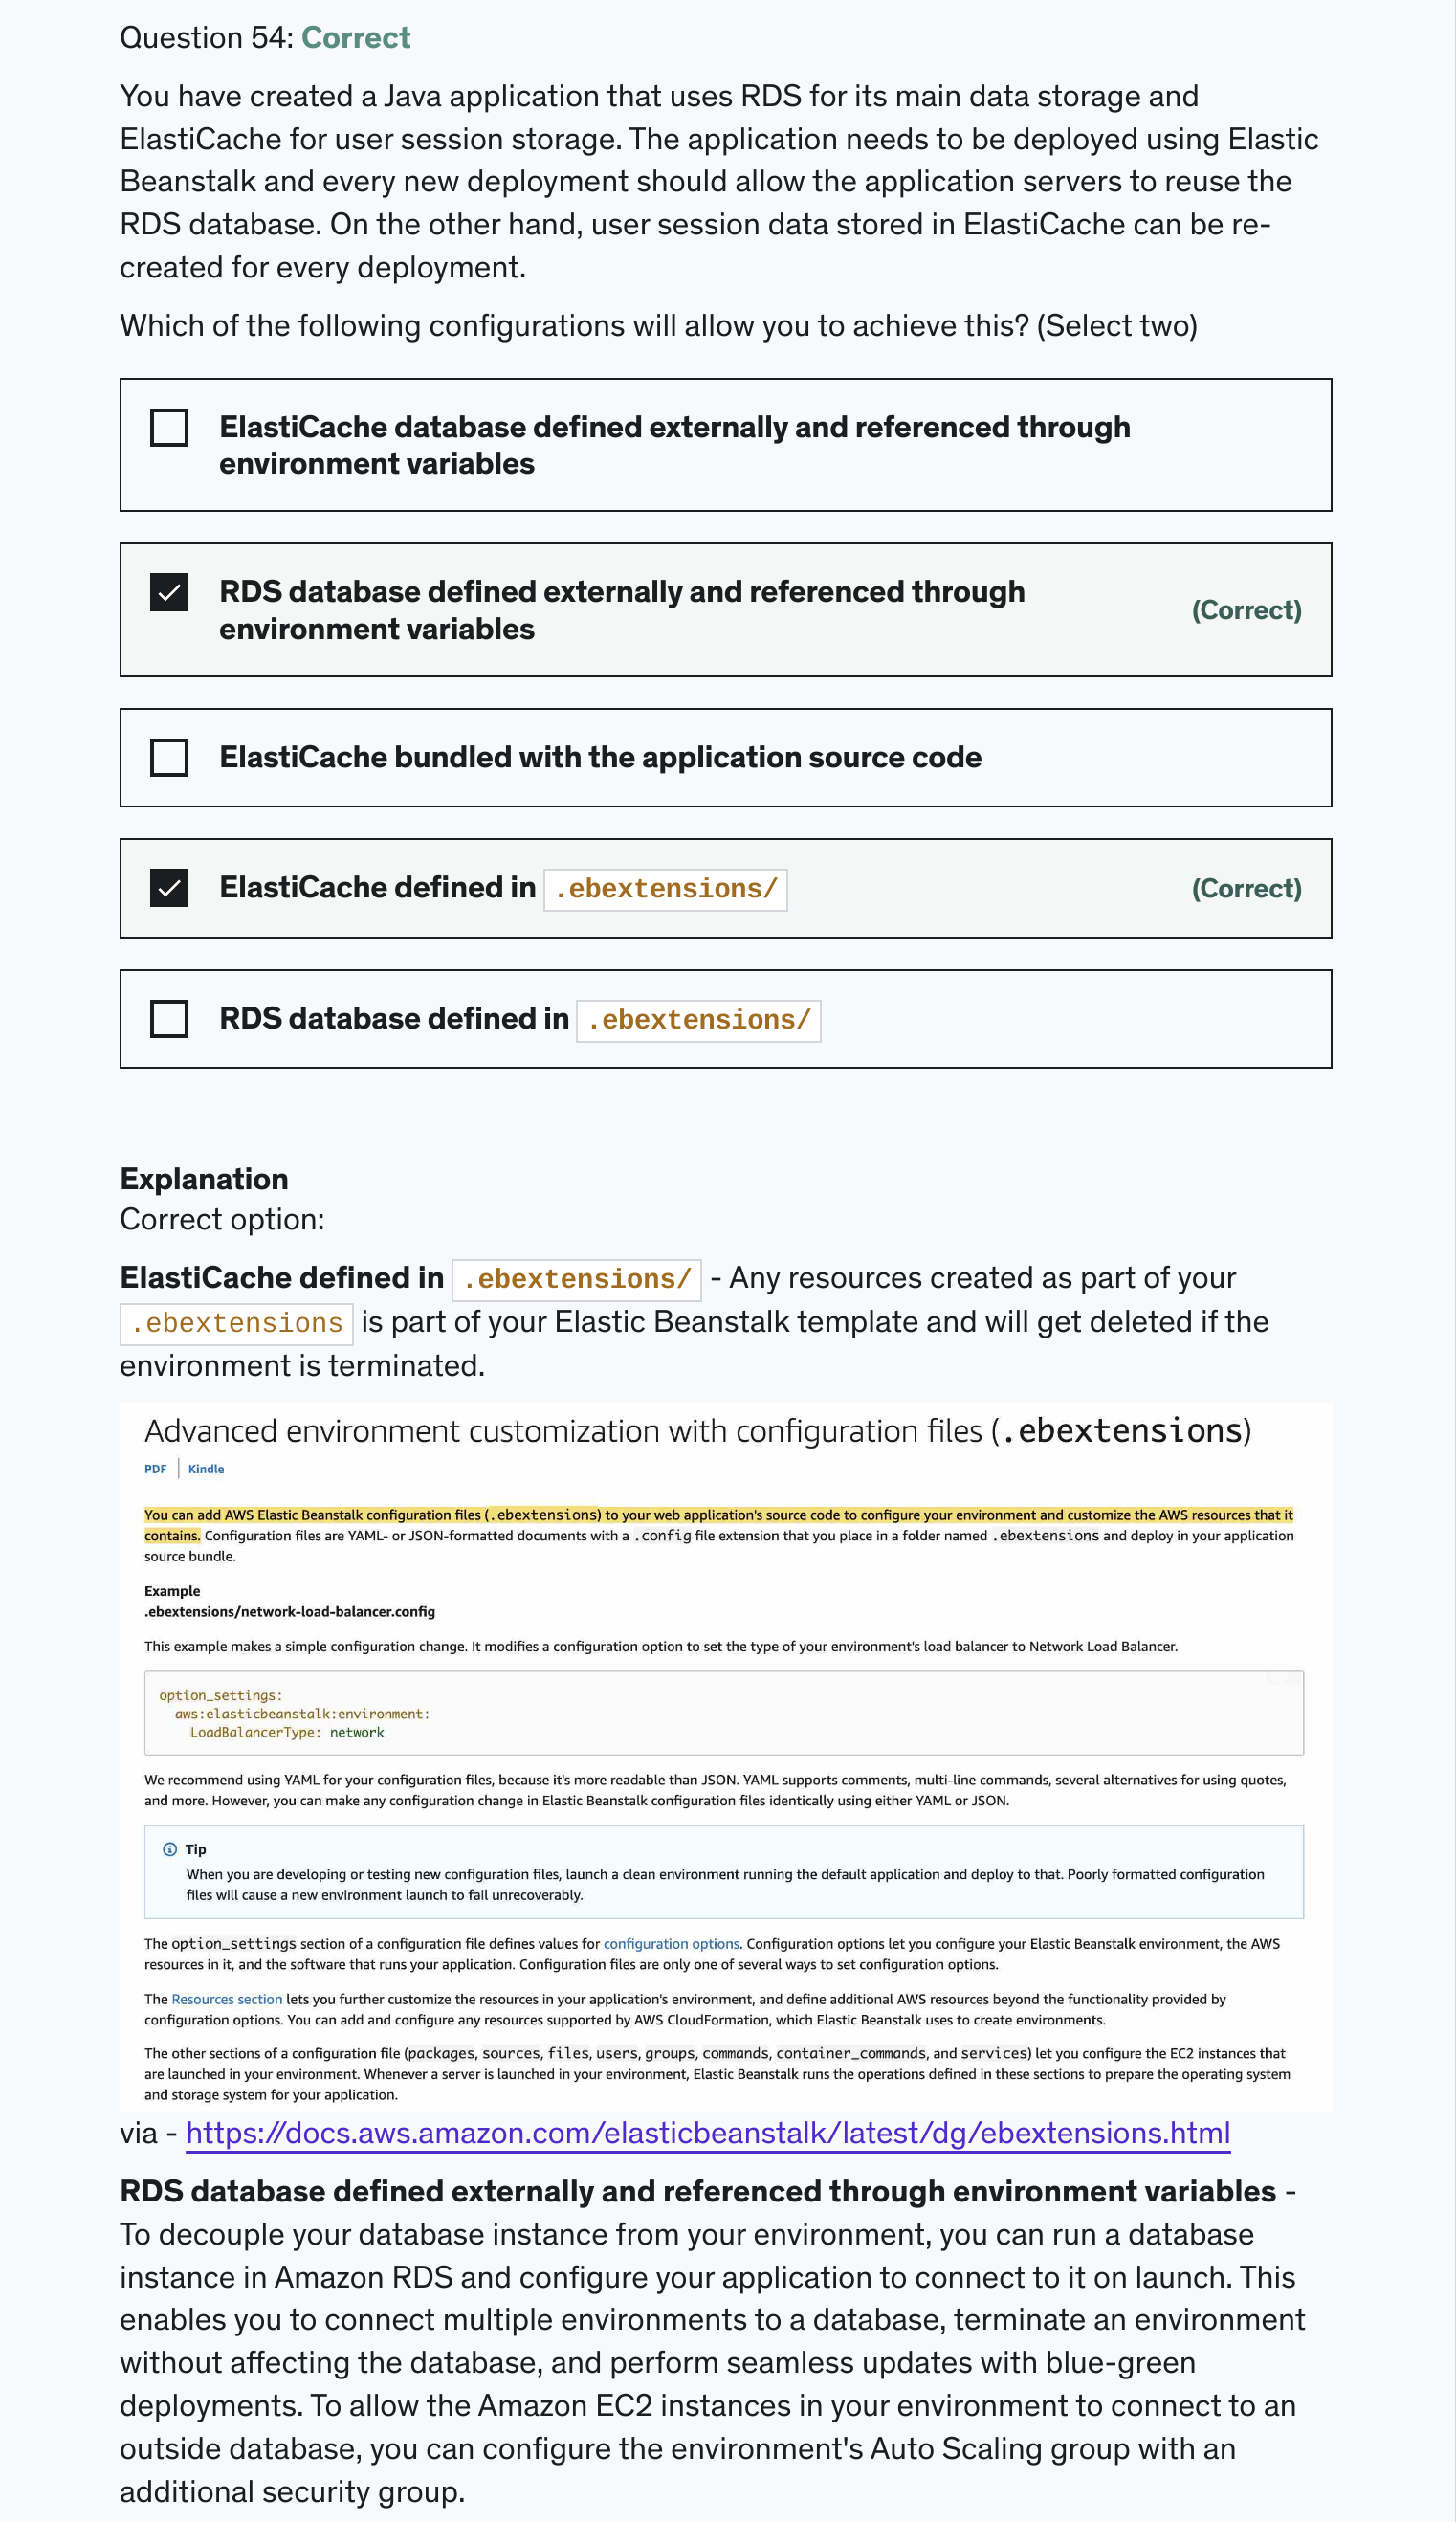 Question 54: Correct
You have created a Java application that uses RDS for its main data storage and
ElastiCache for user session storage. The application needs to be deployed using Elastic
Beanstalk and every new deployment should allow the application servers to reuse the
RDS database. On the other hand, user session data stored in ElastiCache can be re-
created for every deployment.
Which of the following configurations will allow you to achieve this? (Select two)
ElastiCache database defined externally and referenced through
environment variables
RDS database defined externally and referenced through
environment variables
(Correct)
ElastiCache bundled with the application source code
ElastiCache defined in .ebextensions/
(Correct)
RDS database defined in .ebextensions/
Explanation
Correct option:
ElastiCache defined in .ebextensions/ - Any resources created as part of your
.ebextensions is part of your Elastic Beanstalk template and will get deleted if the
environment is terminated.
Advanced environment customization with configuration files (.ebextensions)
PDF | Kindle
You can add AWS Elastic Beanstalk configuration files (.ebextensions) to your web application's source code to configure your environment and customize the AWS resources that it
contains. Configuration files are YAML- or JSON-formatted documents with a .config file extension that you place in a folder named .ebextensions and deploy in your application
source bundle.
Example
.ebextensions/network-load-balancer.config
This example makes a simple configuration change. It modifies a configuration option to set the type of your environment's load balancer to Network Load Balancer.
option_settings:
aws:elasticbeanstalk:environment:
LoadBalancerType: network
We recommend using YAML for your configuration files, because it's more readable than JSON. YAML supports comments, multi-line commands, several alternatives for using quotes,
and more. However, you can make any configuration change in Elastic Beanstalk configuration files identically using either YAML or JSON.
Tip
When you are developing or testing new configuration files, launch a clean environment running the default application and deploy to that. Poorly formatted configuration
files will cause a new environment launch to fail unrecoverably.
The option_settings section of a configuration file defines values for configuration options. Configuration options let you configure your Elastic Beanstalk environment, the AWS
resources in it, and the software that runs your application. Configuration files are only one of several ways to set configuration options.
The Resources section lets you further customize the resources in your application's environment, and define additional AWS resources beyond the functionality provided by
configuration options. You can add and configure any resources supported by AWS CloudFormation, which Elastic Beanstalk uses to create environments.
The other sections of a configuration file (packages, sources, files, users, groups, commands, container_commands, and services) let you configure the EC2 instances that
are launched in your environment. Whenever a server is launched in your environment, Elastic Beanstalk runs the operations defined in these sections to prepare the operating system
and storage system for your application.
via - https://docs.aws.amazon.com/elasticbeanstalk/latest/dg/ebextensions.html
RDS database defined externally and referenced through environment variables -
To decouple your database instance from your environment, you can run a database
instance in Amazon RDS and configure your application to connect to it on launch. This
enables you to connect multiple environments to a database, terminate an environment
without affecting the database, and perform seamless updates with blue-green
deployments. To allow the Amazon EC2 instances in your environment to connect to an
outside database, you can configure the environment's Auto Scaling group with an
additional security group.